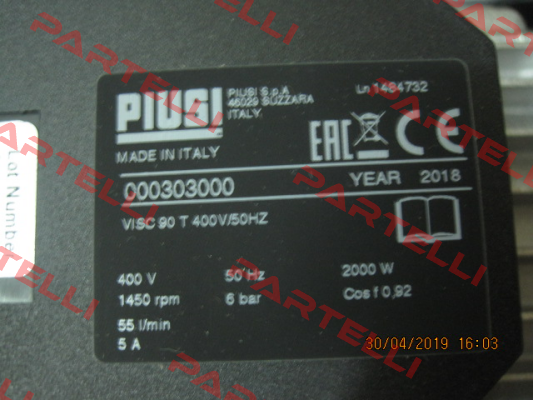 PIUSI
PIUSI S.p.A
46029 SUZZARA
ITALY
Ln 1484732
MADE IN ITALY
EAC CE
000303000 YEAR 2018
VISC 90 T 400V/50HZ
400 V 50 Hz 2000 W
1450 rpm 6 bar Cos f 0,92
55 l/min
5 A
Lot Numbe
30/04/2019 16:03
PARTELLI
PARTELLI
PARTELLI
PARTELLI
PARTELLI